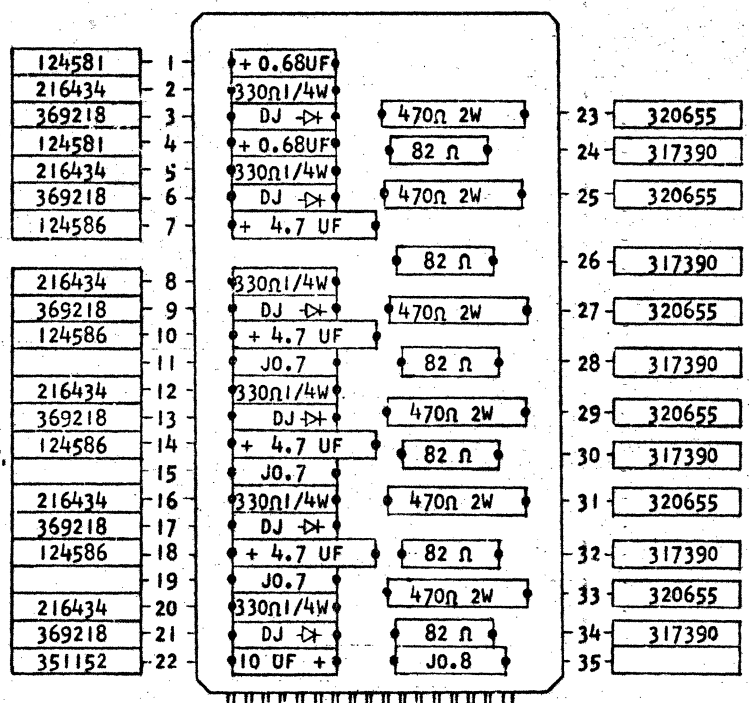 124581 1 + 0.68UF
216434 2 330Ω1/4W
369218 3 DJ 470Ω 2W 23 320655
124581 4 + 0.68UF 82 Ω 24 317390
216434 5 330Ω1/4W
369218 6 DJ 470Ω 2W 25 320655
124586 7 + 4.7 UF
82 Ω 26 317390
216434 8 330Ω1/4W
369218 9 DJ 470Ω 2W 27 320655
124586 10 + 4.7 UF
11 J0.7 82 Ω 28 317390
216434 12 330Ω1/4W
369218 13 DJ 470Ω 2W 29 320655
124586 14 + 4.7 UF 82 Ω 30 317390
15 J0.7
216434 16 330Ω1/4W 470Ω 2W 31 320655
369218 17 DJ
124586 18 + 4.7 UF 82 Ω 32 317390
19 J0.7 470Ω 2W 33 320655
216434 20 330Ω1/4W
369218 21 DJ 82 Ω 34 317390
351152 22 10 UF + J0.8 35